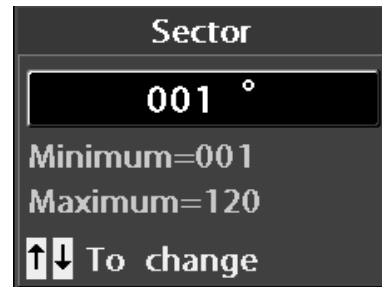 Sector
001 °
Minimum=001
Maximum=120
↑↓ To change